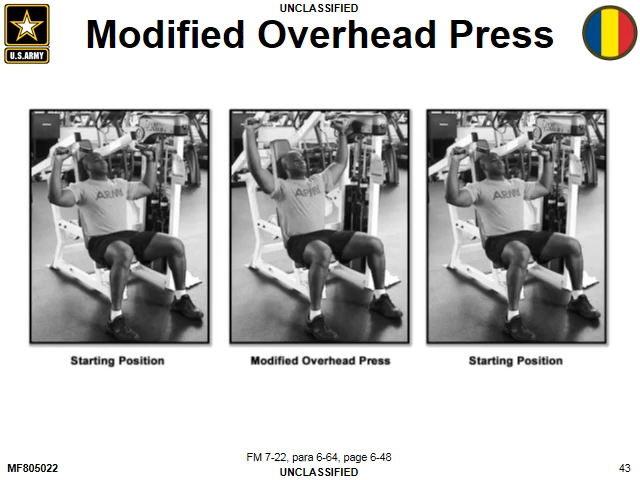 UNCLASSIFIED
Modified Overhead Press
U.S.ARMY
ARMY
ARMY
ARMY
Starting Position
Modified Overhead Press
Starting Position
FM 7-22, para 6-64, page 6-48
MF805022
UNCLASSIFIED
43